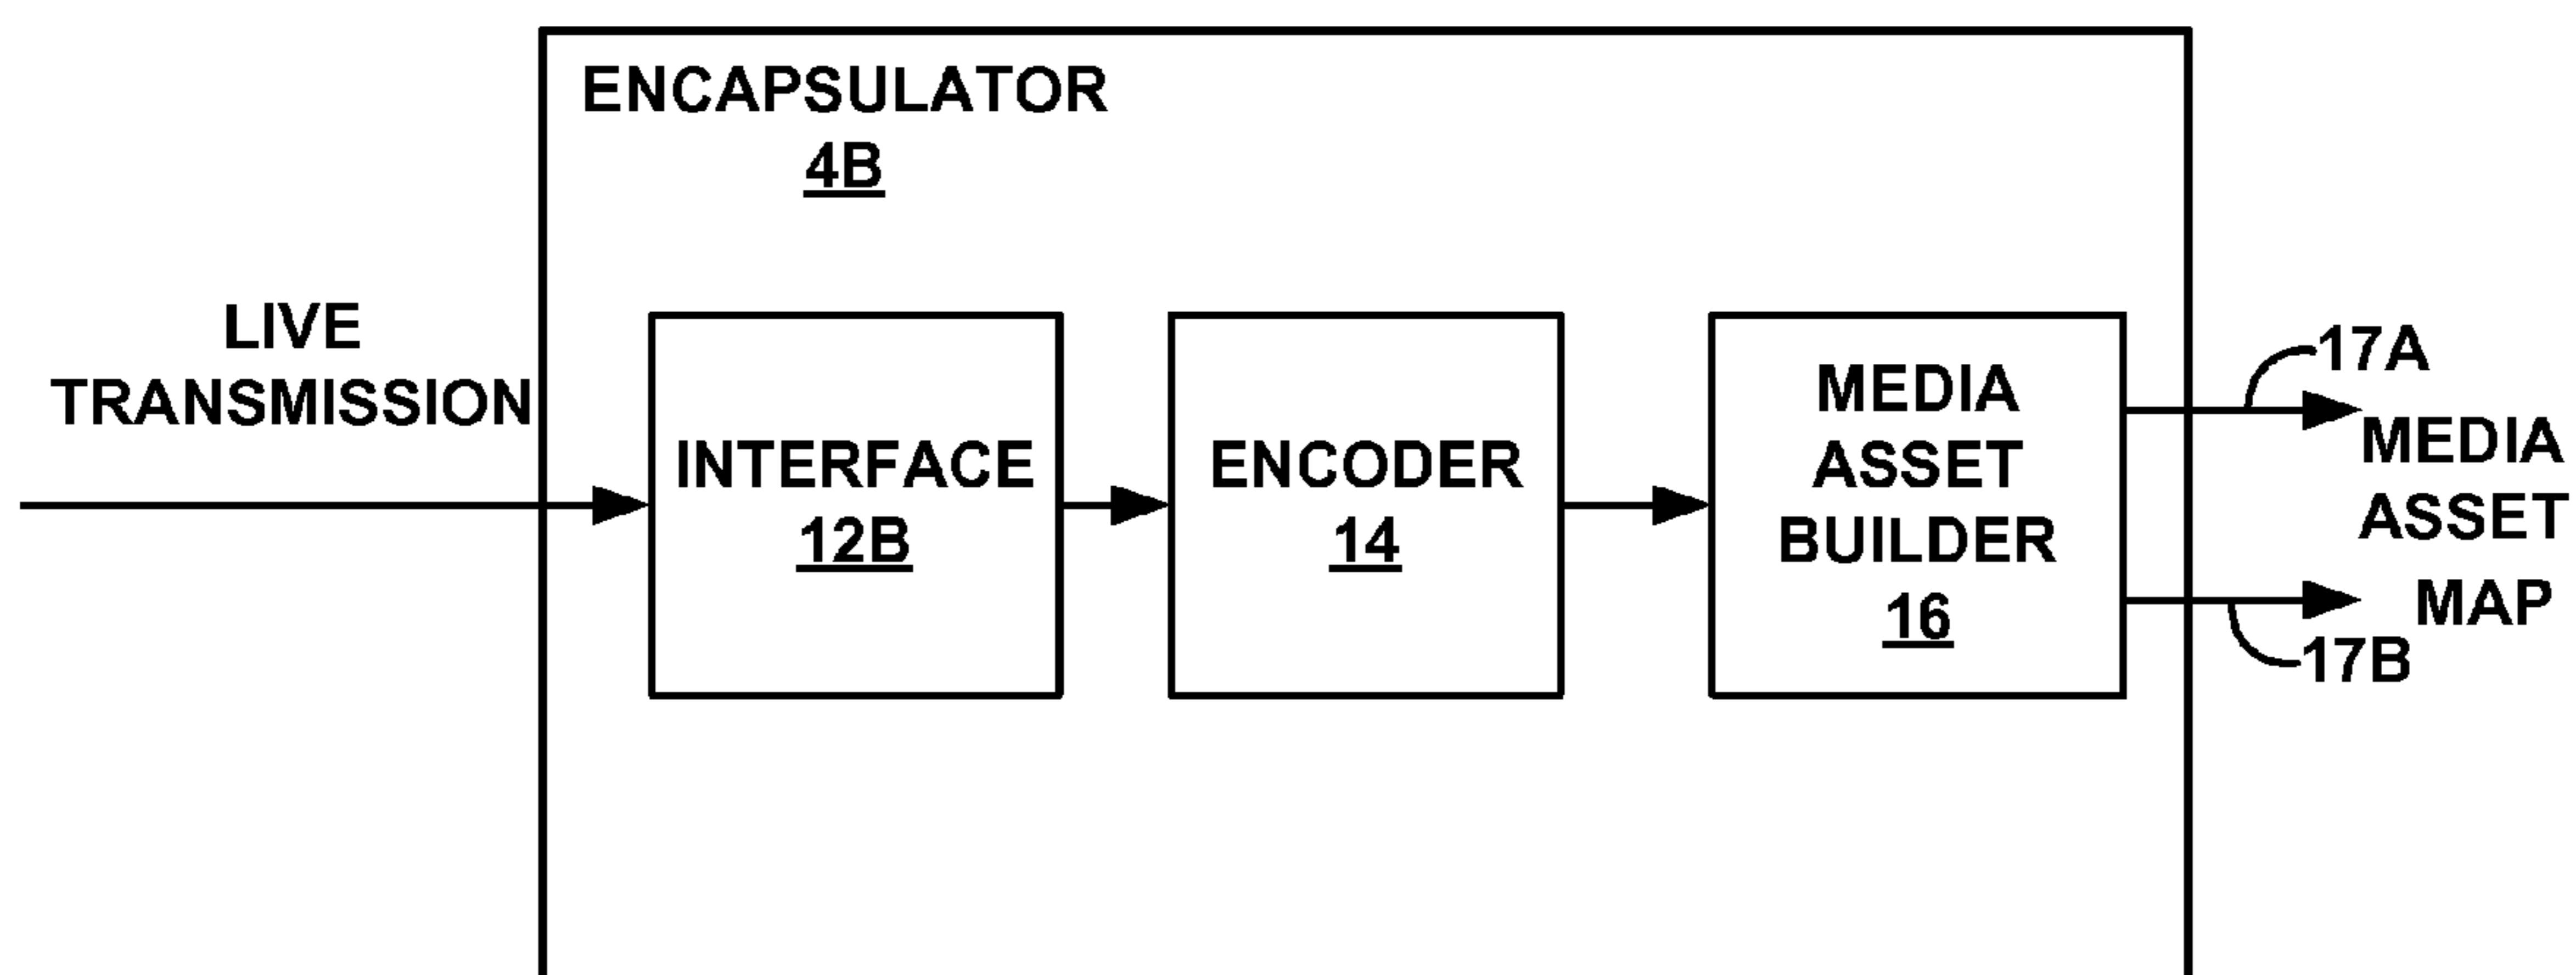 ENCAPSULATOR
4B
LIVE
TRANSMISSION
INTERFACE
12B
ENCODER
14
MEDIA
ASSET
BUILDER
16
17A
MEDIA
ASSET
MAP
17B